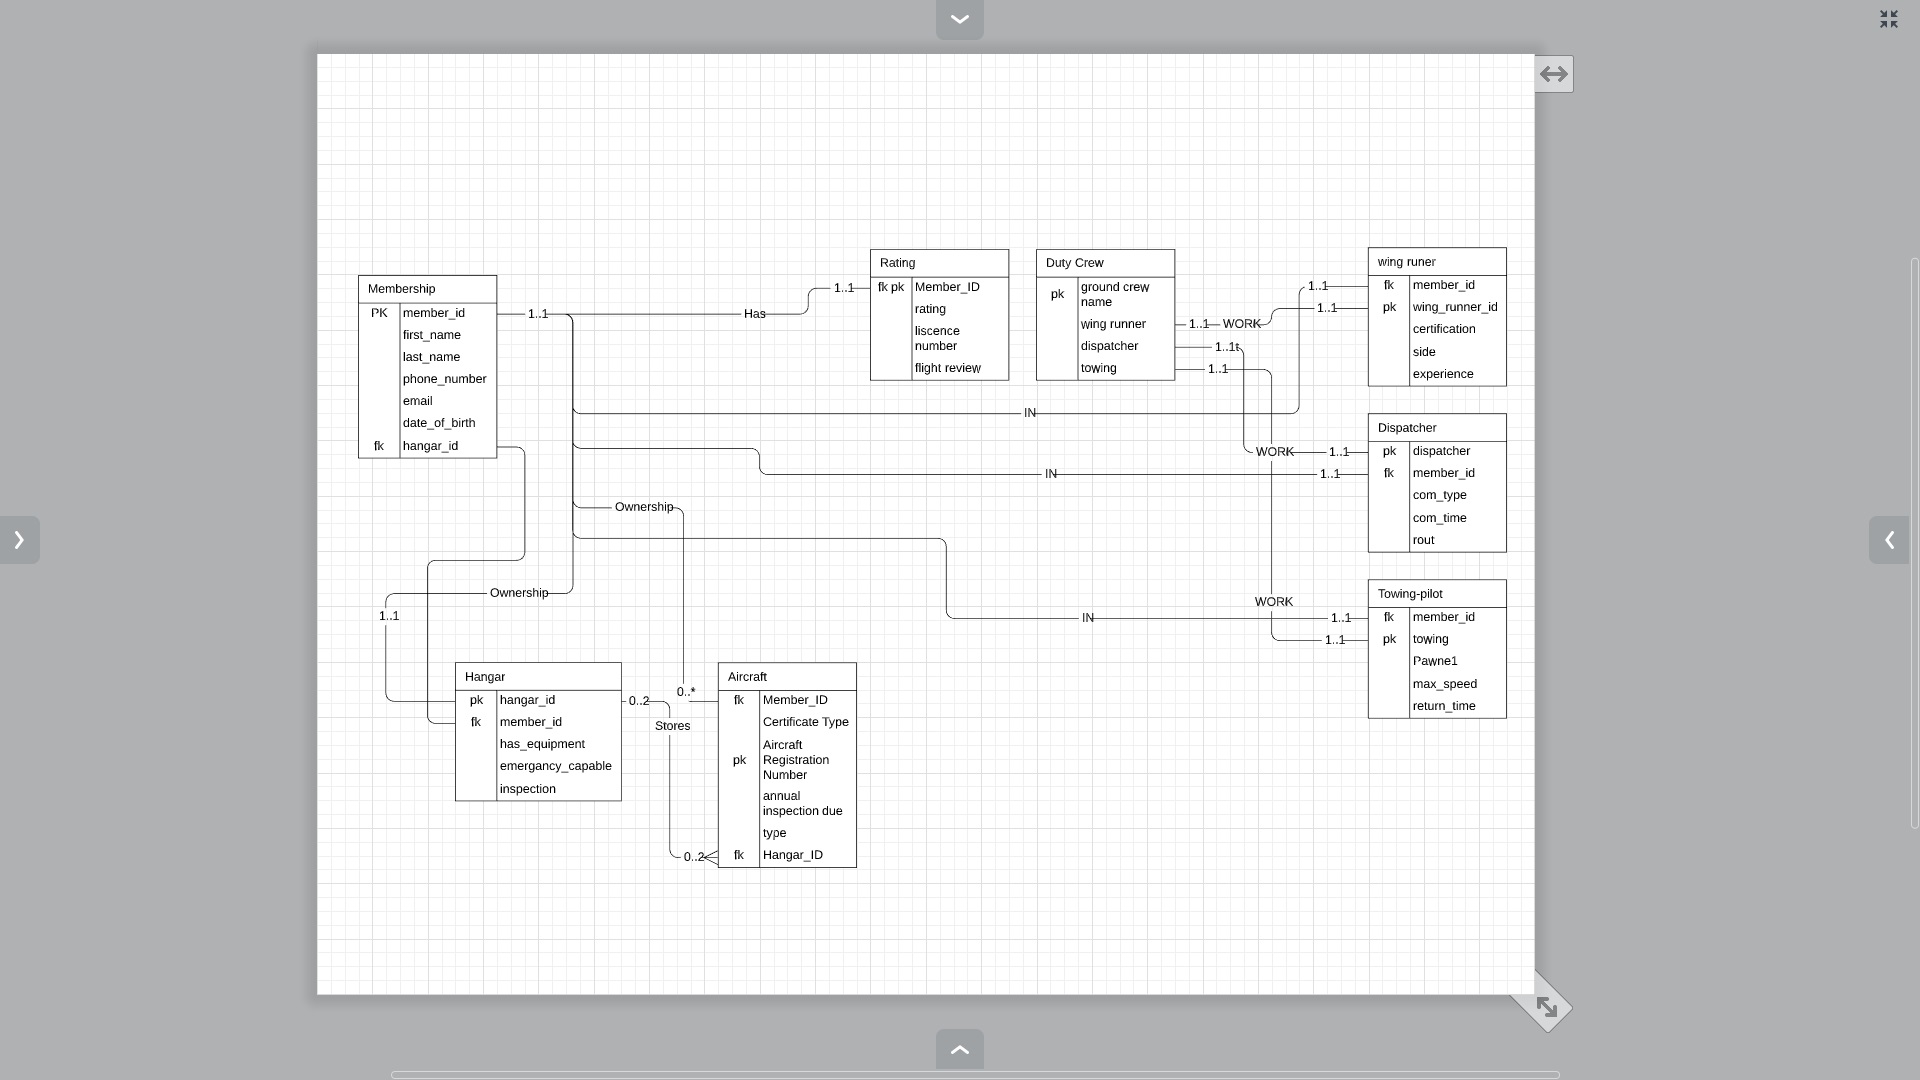 Membership
PK member_id
first_name
last_name
phone_number
email
date_of_birth
fk hangar_id
1..1
Has
1..1
Rating
fk pk Member_ID
rating
liscence
number
flight review
Duty Crew
pk ground crew
name
wing runner
dispatcher
towing
1..1 WORK
1..1t
1..1
1..1
1..1
wing runer
fk member_id
pk wing_runner_id
certification
side
experience
IN
WORK 1..1
IN 1..1
Dispatcher
pk dispatcher
fk member_id
com_type
com_time
rout
Ownership
Ownership
1..1
WORK
IN 1..1
1..1
Towing-pilot
fk member_id
pk towing
Pawne1
max_speed
return_time
Hangar
pk hangar_id
fk member_id
has_equipment
emergancy_capable
inspection
0..2
0..*
Stores
0..2
Aircraft
fk Member_ID
Certificate Type
pk Aircraft
Registration
Number
annual
inspection due
type
fk Hangar_ID